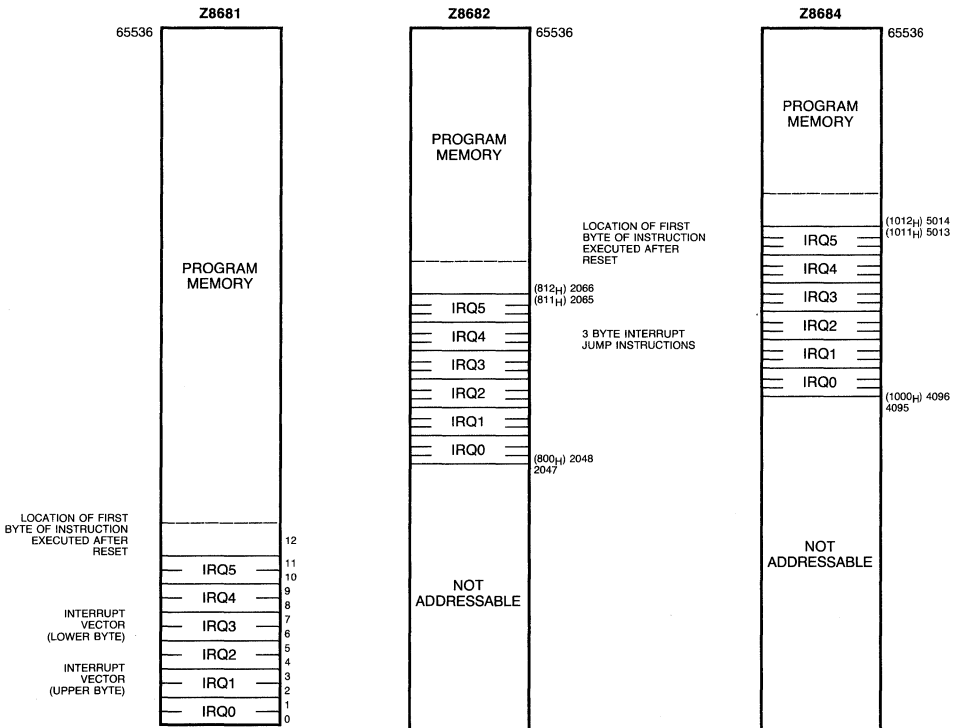 Z8681
65536
PROGRAM
MEMORY
LOCATION OF FIRST
BYTE OF INSTRUCTION
EXECUTED AFTER
RESET
12
11
IRQ5
10
9
IRQ4
8
INTERRUPT
VECTOR
(LOWER BYTE)
7
IRQ3
6
5
IRQ2
4
INTERRUPT
VECTOR
(UPPER BYTE)
3
IRQ1
2
1
IRQ0
0
Z8682
65536
PROGRAM
MEMORY
LOCATION OF FIRST
BYTE OF INSTRUCTION
EXECUTED AFTER
RESET
(812H) 2066
(811H) 2065
IRQ5
3 BYTE INTERRUPT
JUMP INSTRUCTIONS
IRQ4
IRQ3
IRQ2
IRQ1
IRQ0
(800H) 2048
2047
NOT
ADDRESSABLE
Z8684
65536
PROGRAM
MEMORY
(1012H) 5014
(1011H) 5013
IRQ5
IRQ4
IRQ3
IRQ2
IRQ1
IRQ0
(1000H) 4096
4095
NOT
ADDRESSABLE